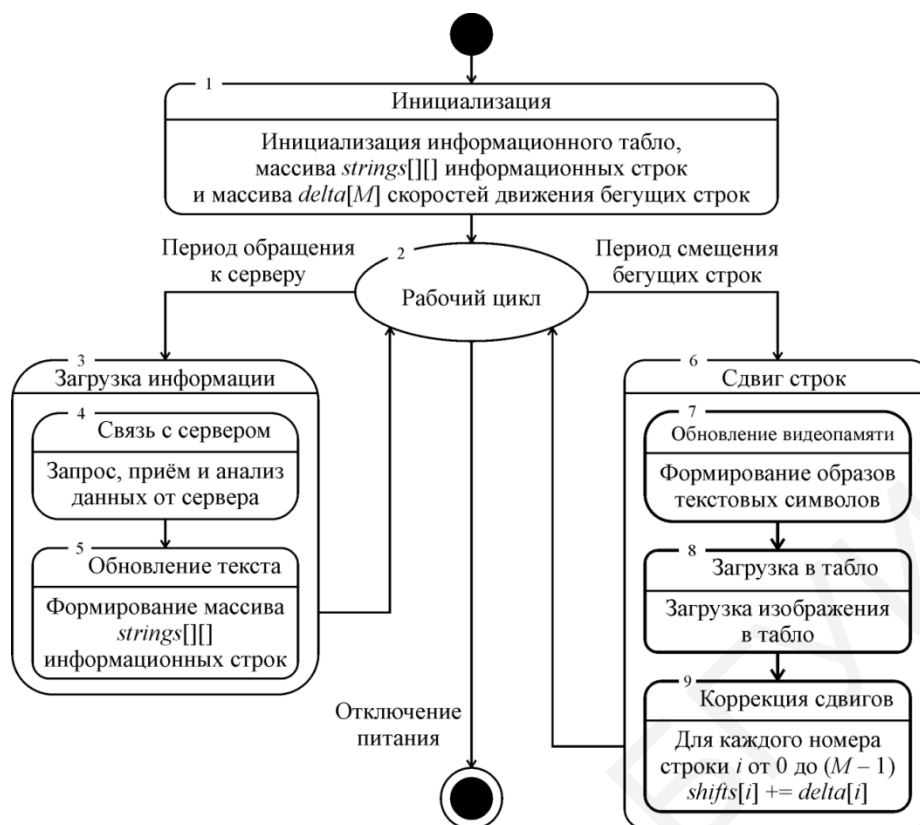 1
Инициализация
Инициализация информационного табло,
массива strings[][] информационных строк
и массива delta[M] скоростей движения бегущих строк
Период обращения
к серверу
2
Рабочий цикл
Период смещения
бегущих строк
3
Загрузка информации
4
Связь с сервером
Запрос, приём и анализ
данных от сервера
5
Обновление текста
Формирование массива
strings[][]
информационных строк
Отключение
питания
6
Сдвиг строк
7
Обновление видеопамяти
Формирование образов
текстовых символов
8
Загрузка в табло
Загрузка изображения
в табло
9
Коррекция сдвигов
Для каждого номера
строки i от 0 до (M – 1)
shifts[i] += delta[i]